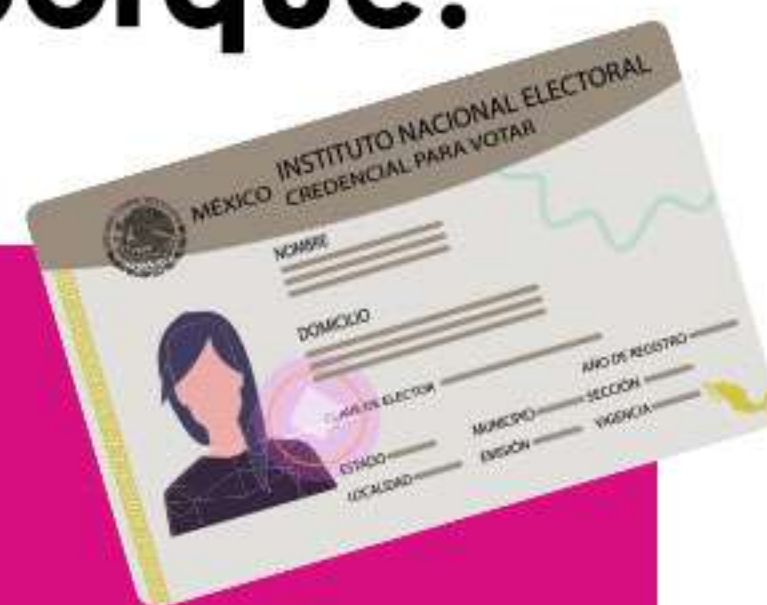 porque:
INSTITUTO NACIONAL ELECTORAL
MÉXICO CREDENCIAL PARA VOTAR
NOMBRE
DOMICILIO
CLAVE DE ELECTOR
AÑO DE REGISTRO
ESTADO MUNICIPIO SECCIÓN
LOCALIDAD EMISIÓN VIGENCIA